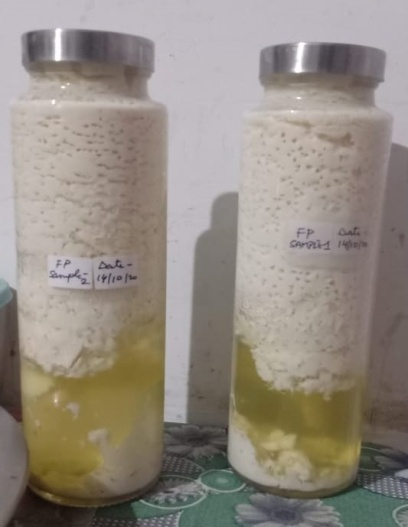 FP Date-
Sample-2 14/10/20
FP Date-
SAMPLE-1 14/10/20